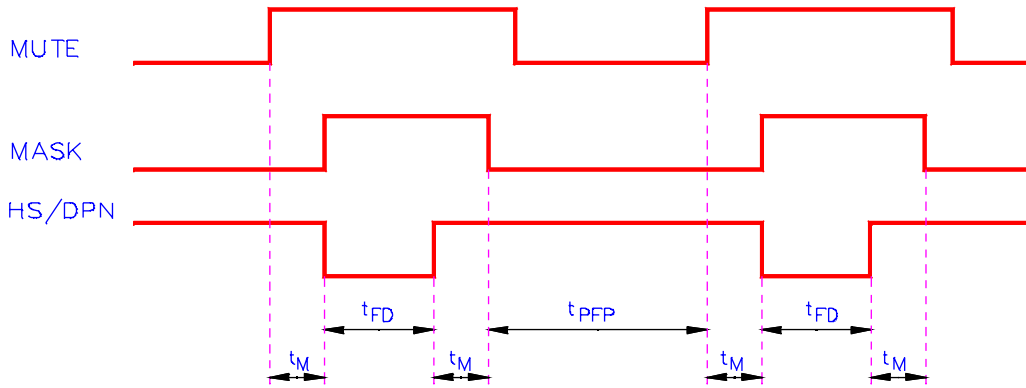 MUTE
MASK
HS/DPN
tFD tPFP tFD
tM tM tM tM